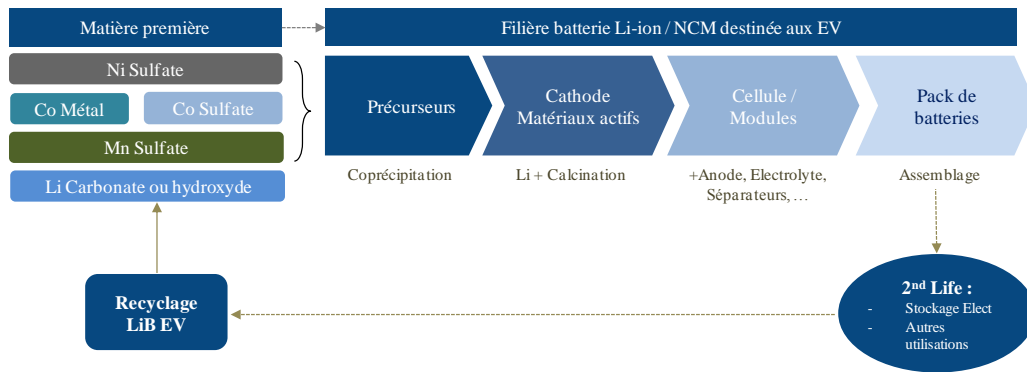 Matière première
Filière batterie Li-ion / NCM destinée aux EV
Ni Sulfate
Co Métal
Co Sulfate
Mn Sulfate
Li Carbonate ou hydroxyde
Précurseurs
Cathode
Matériaux actifs
Cellule /
Modules
Pack de
batteries
Coprécipitation
Li + Calcination
+Anode, Electrolyte,
Séparateurs, …
Assemblage
Recyclage
LiB EV
2nd Life :
- Stockage Elect
- Autres
utilisations